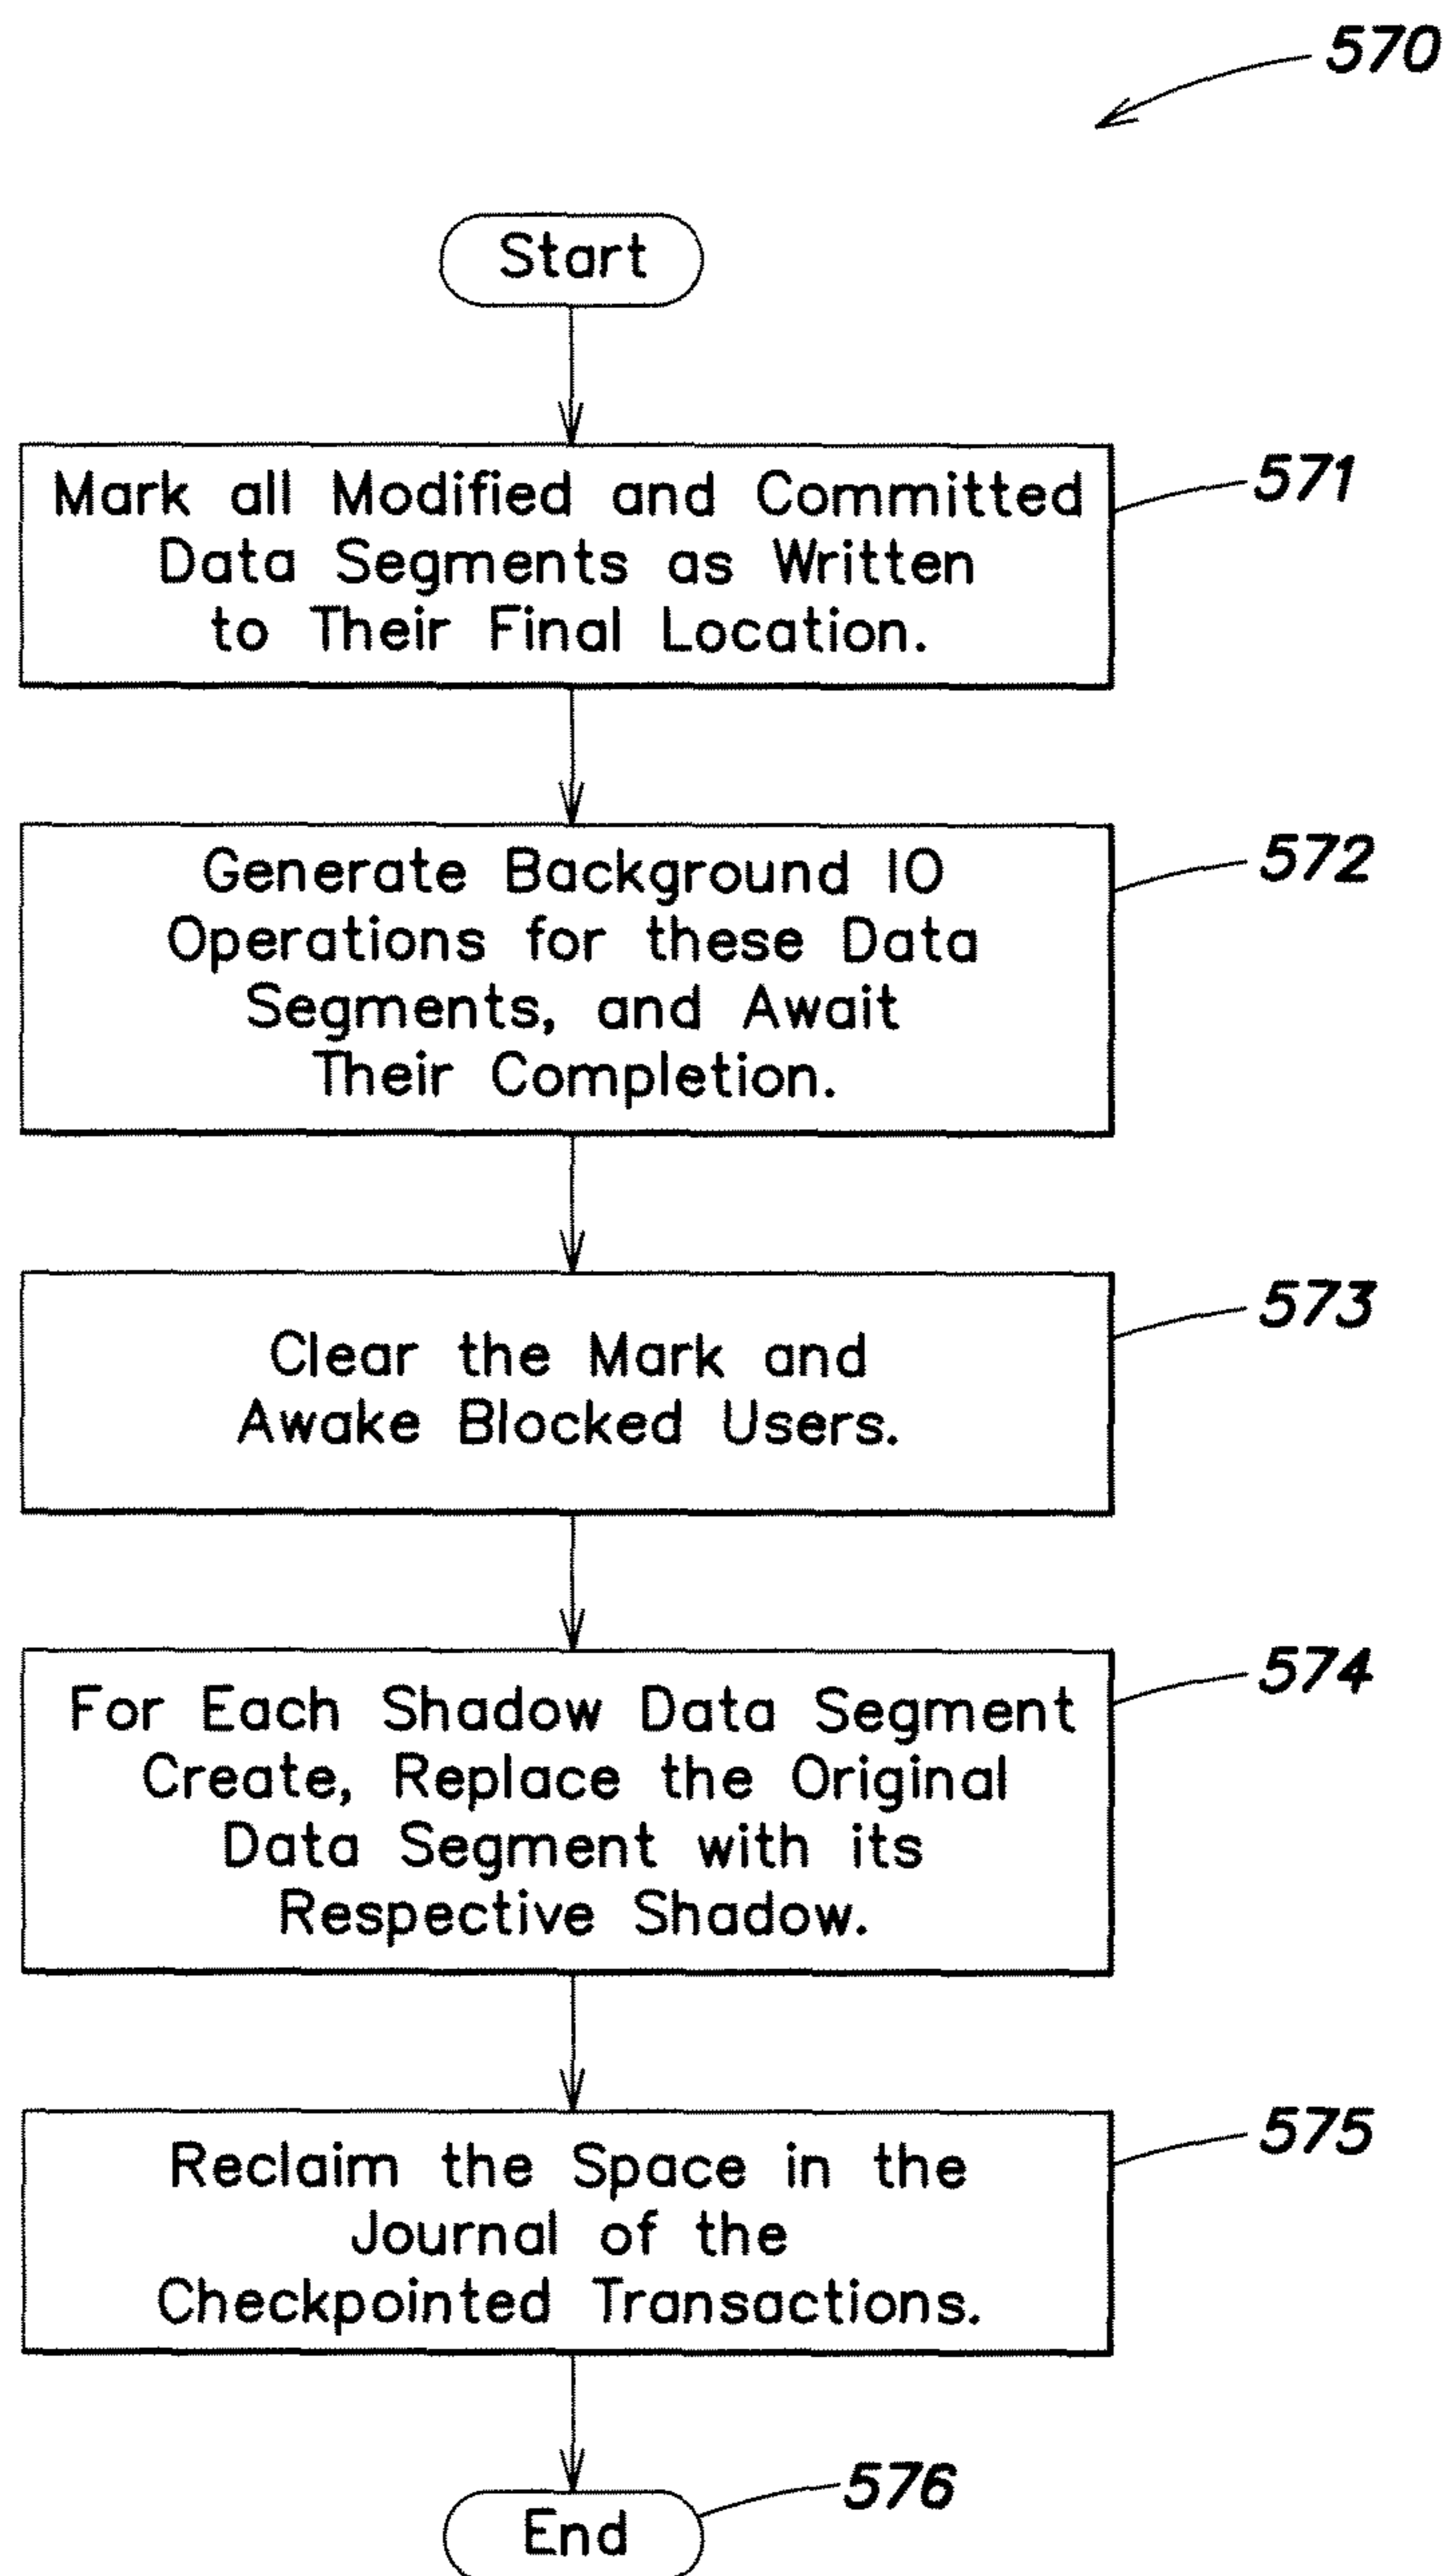 570
Start
Mark all Modified and Committed
Data Segments as Written
to Their Final Location.
571
Generate Background IO
Operations for these Data
Segments, and Await
Their Completion.
572
Clear the Mark and
Awake Blocked Users.
573
For Each Shadow Data Segment
Create, Replace the Original
Data Segment with its
Respective Shadow.
574
Reclaim the Space in the
Journal of the
Checkpointed Transactions.
575
End
576